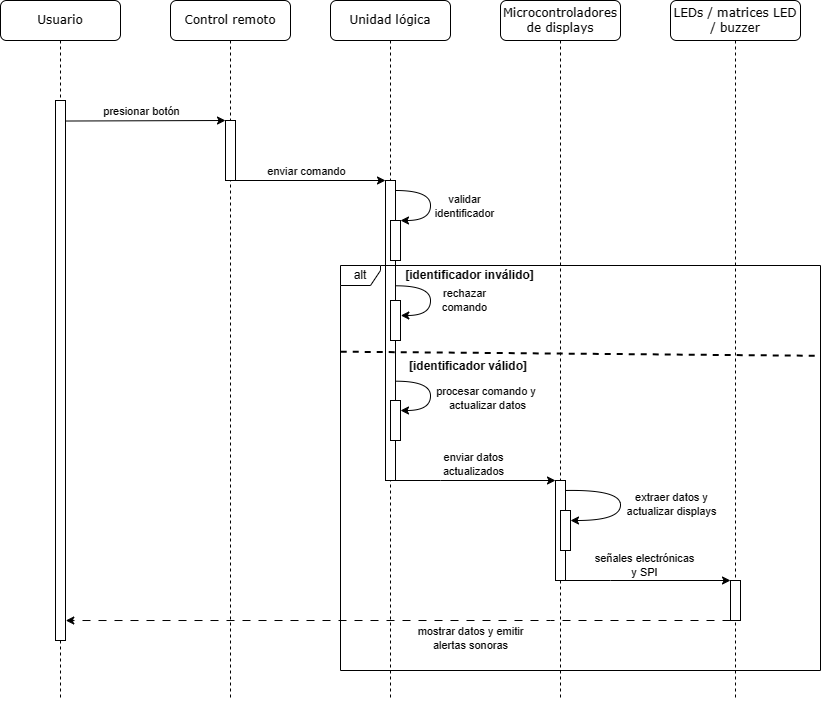 Usuario
Control remoto
Unidad lógica
Microcontroladores
de displays
LEDs / matrices LED
/ buzzer
presionar botón
enviar comando
validar
identificador
alt
[identificador inválido]
rechazar
comando
[identificador válido]
procesar comando y
actualizar datos
enviar datos
actualizados
extraer datos y
actualizar displays
señales electrónicas
y SPI
mostrar datos y emitir
alertas sonoras